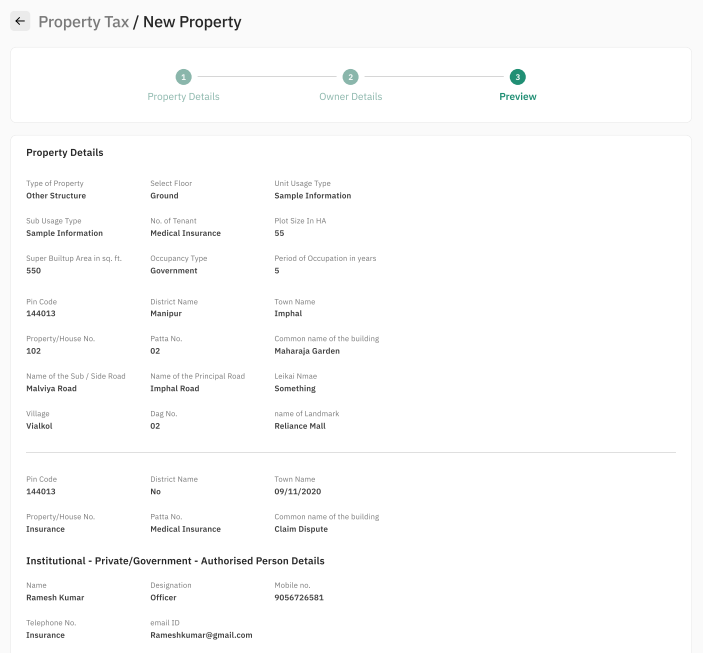 Property Tax / New Property
1 2 3
Property Details Owner Details Preview
Property Details
Type of Property Select Floor Unit Usage Type
Other Structure Ground Sample Information
Sub Usage Type No. of Tenant Plot Size In HA
Sample Information Medical Insurance 55
Super Builtup Area in sq. ft. Occupancy Type Period of Occupation in years
550 Government 5
Pin Code District Name Town Name
144013 Manipur Imphal
Property/House No. Patta No. Common name of the building
102 02 Maharaja Garden
Name of the Sub / Side Road Name of the Principal Road Leikai Nmae
Malviya Road Imphal Road Something
Village Dag No. name of Landmark
Vialkol 02 Reliance Mall
Pin Code District Name Town Name
144013 No 09/11/2020
Property/House No. Patta No. Common name of the building
Insurance Medical Insurance Claim Dispute
Institutional - Private/Government - Authorised Person Details
Name Designation Mobile no.
Ramesh Kumar Officer 9056726581
Telephone No. email ID
Insurance Rameshkumar@gmail.com